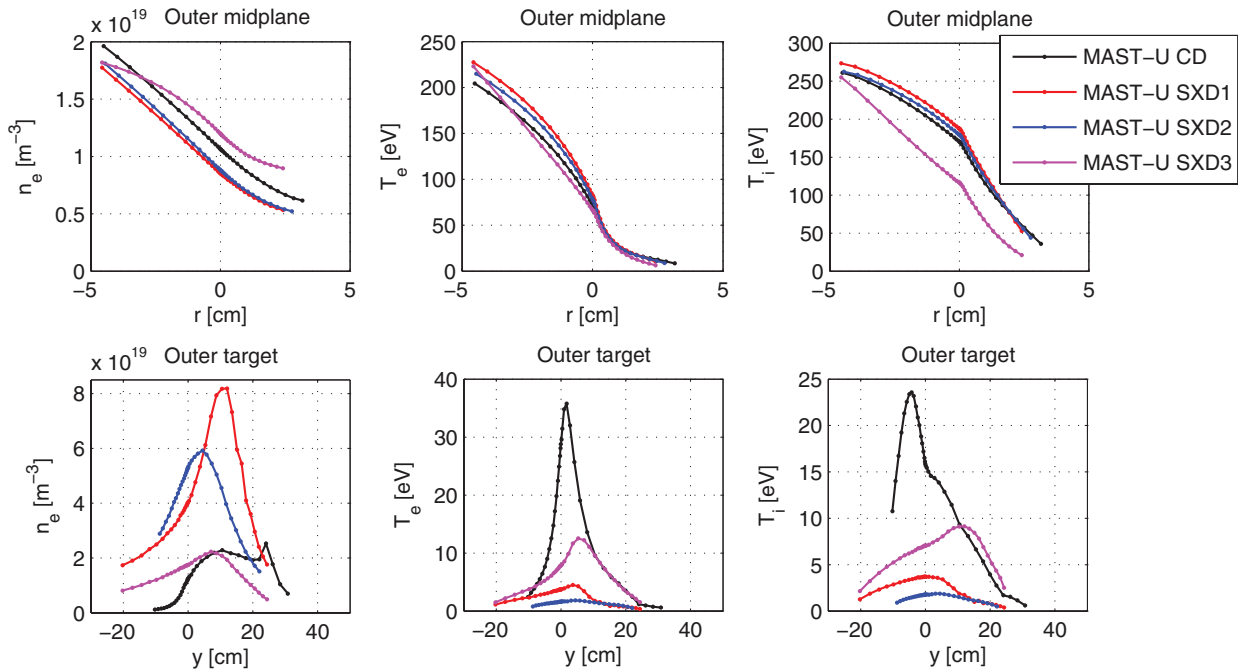 Outer midplane
× 10^19
2
1.5
1
0.5
0
n_e [m^−3]
−5
0
5
r [cm]
Outer midplane
250
200
150
100
50
0
T_e [eV]
−5
0
5
r [cm]
Outer midplane
300
250
200
150
100
50
0
T_i [eV]
−5
0
5
r [cm]
MAST−U CD
MAST−U SXD1
MAST−U SXD2
MAST−U SXD3
Outer target
× 10^19
8
6
4
2
0
n_e [m^−3]
−20
0
20
40
y [cm]
Outer target
40
30
20
10
0
T_e [eV]
−20
0
20
40
y [cm]
Outer target
25
20
15
10
5
0
T_i [eV]
−20
0
20
40
y [cm]